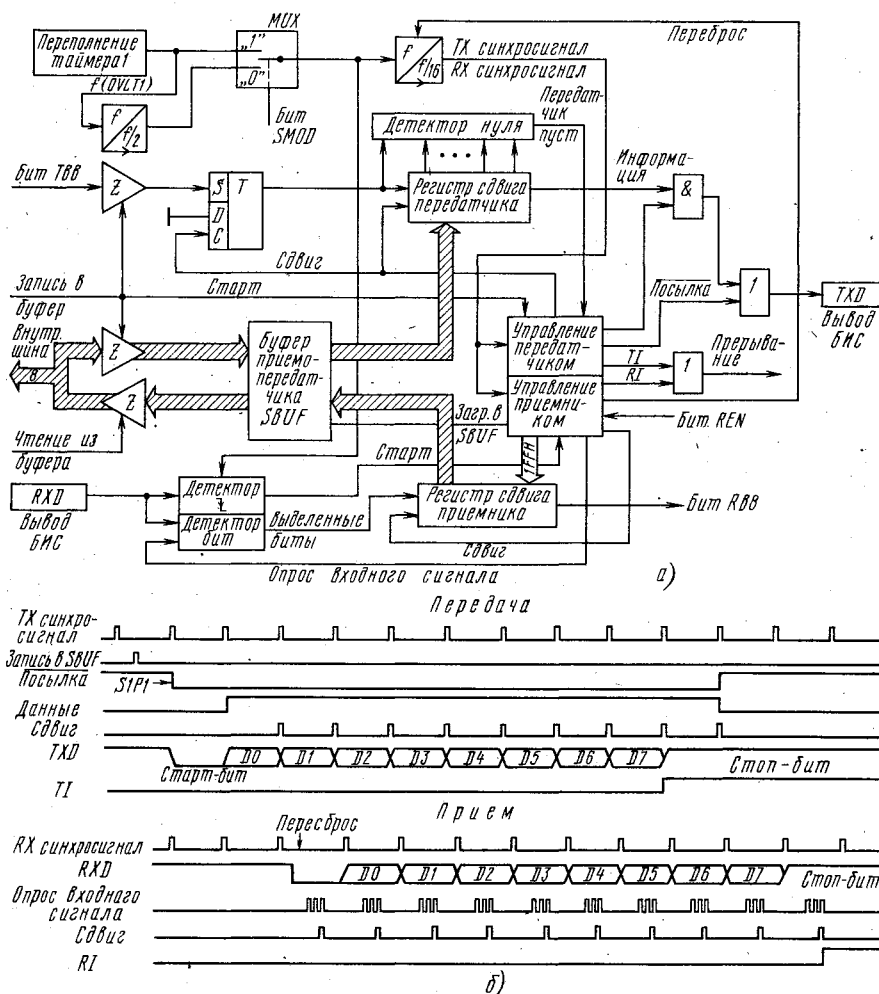 Переполнение
таймера 1
f(OVLT1)
f
f/2
MUX
„1"
„0"
Бит
SMOD
f
f/16
TX синхросигнал
RX синхросигнал
Переброс
Передат-
чик
пуст
Детектор нуля
Бит TB8
Z
S T
D
C
Регистр сдвига
передатчика
Информа-
ция
&
Сдвиг
Запись в
буфер
Старт
Посылка
1
TXD
Вывод
БИС
Внутр.
шина
8
Z
Z
Буфер
приемо-
передат-
чика
SBUF
Управление
передат-
чиком
Управление
приемни-
ком
TI
RI
1
Прерыва-
ние
Бит REN
Загр. в
SBUF
1FFH
Чтение из
буфера
Старт
RXD
Вывод
БИС
Детектор
Детектор
бит
Выделенные
биты
Регистр сдвига
приемника
Бит RB8
Сдвиг
Опрос входного сигнала
а)
Передача
TX синхро-
сигнал
Запись в SBUF
Посылка
S1P1
Данные
Сдвиг
TXD
Старт-бит
D0 D1 D2 D3 D4 D5 D6 D7
Стоп-бит
TI
Прием
RX синхросигнал
Пересброс
RXD
D0 D1 D2 D3 D4 D5 D6 D7
Стоп-бит
Опрос входного
сигнала
Сдвиг
RI
б)